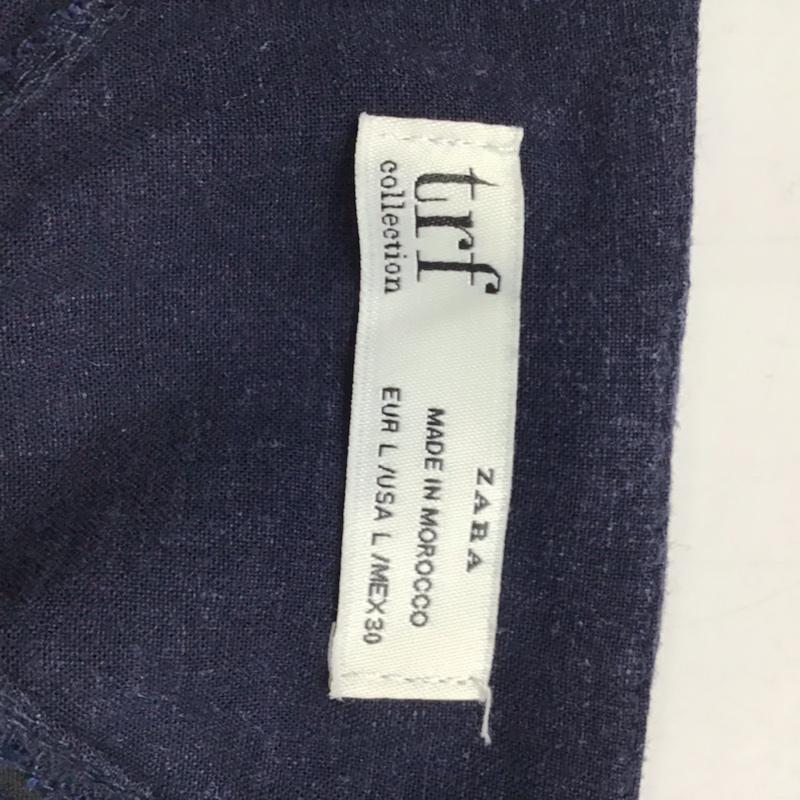 trf
collection
ZARA
MADE IN MOROCCO
EUR L /USA L /MEX 30